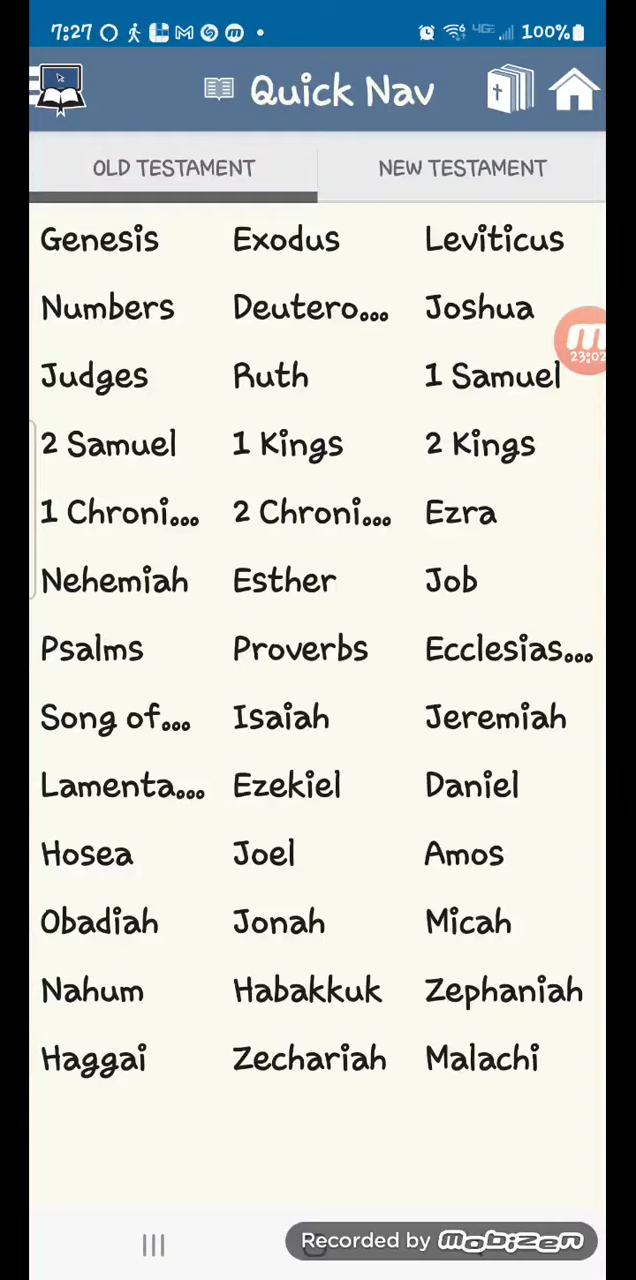 7:27 4GE 100%
Quick Nav
OLD TESTAMENT NEW TESTAMENT
Genesis Exodus Leviticus
Numbers Deutero... Joshua
23:02
Judges Ruth 1 Samuel
2 Samuel 1 Kings 2 Kings
1 Chroni... 2 Chroni... Ezra
Nehemiah Esther Job
Psalms Proverbs Ecclesias...
Song of... Isaiah Jeremiah
Lamenta... Ezekiel Daniel
Hosea Joel Amos
Obadiah Jonah Micah
Nahum Habakkuk Zephaniah
Haggai Zechariah Malachi
Recorded by mobizen